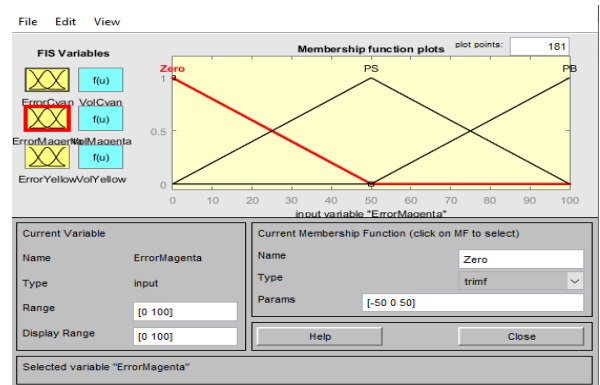 File Edit View
FIS Variables
Membership function plots
plot points:
181
f(u)
ErrorCyan VolCyan
f(u)
ErrorMagenta VolMagenta
f(u)
ErrorYellow VolYellow
Zero
PS
PB
1
0.5
0
0 10 20 30 40 50 60 70 80 90 100
input variable "ErrorMagenta"
Current Variable
Name ErrorMagenta
Type input
Range [0 100]
Display Range [0 100]
Current Membership Function (click on MF to select)
Name Zero
Type trimf
Params [-50 0 50]
Help Close
Selected variable "ErrorMagenta"